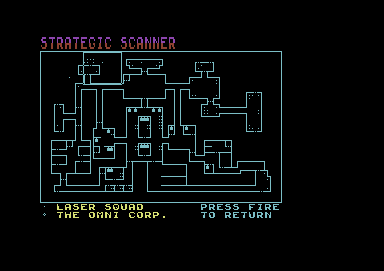 STRATEGIC SCANNER
LASER SQUAD PRESS FIRE
THE OMNI CORP. TO RETURN